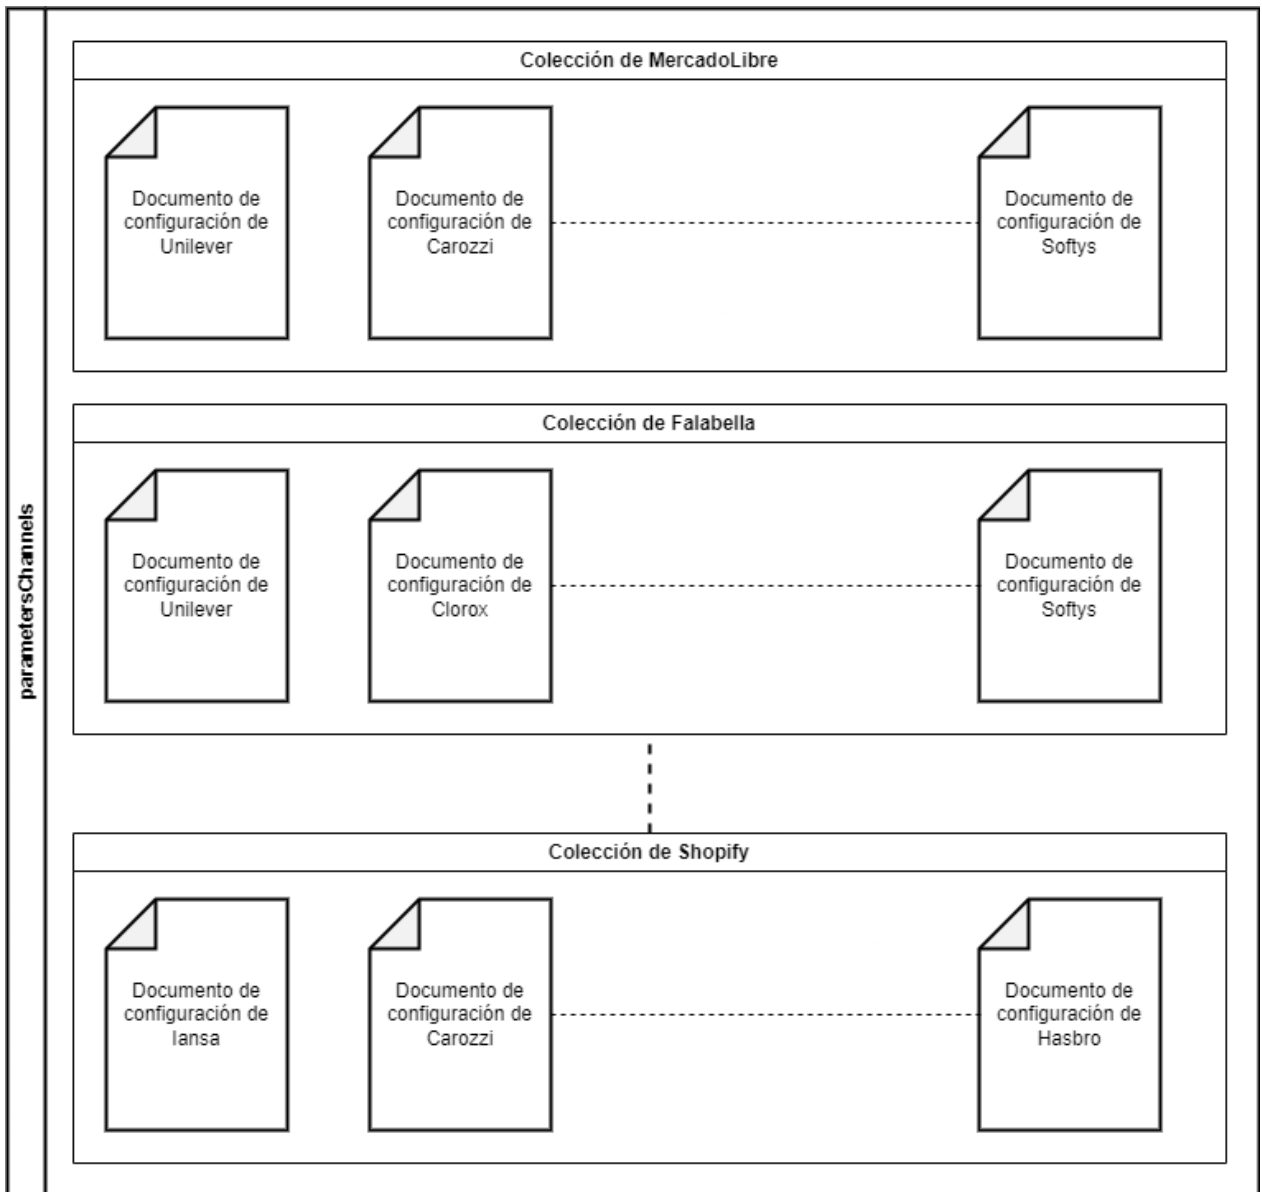 parametersChannels
Colección de MercadoLibre
Documento de
configuración de
Unilever
Documento de
configuración de
Carozzi
Documento de
configuración de
Softys
Colección de Falabella
Documento de
configuración de
Unilever
Documento de
configuración de
Clorox
Documento de
configuración de
Softys
Colección de Shopify
Documento de
configuración de
Iansa
Documento de
configuración de
Carozzi
Documento de
configuración de
Hasbro